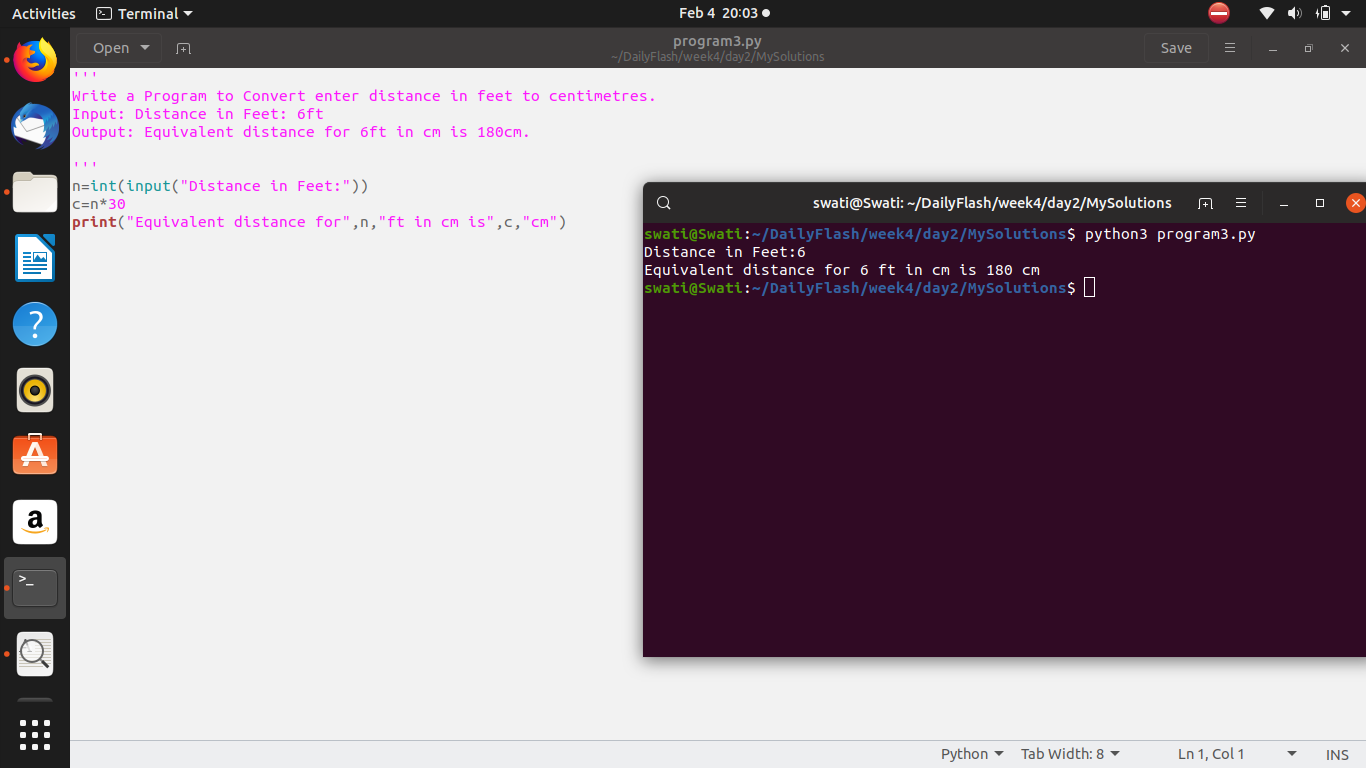 Activities
Terminal
Feb 4 20:03
Open
program3.py
~/DailyFlash/week4/day2/MySolutions
Save
'''
Write a Program to Convert enter distance in feet to centimetres.
Input: Distance in Feet: 6ft
Output: Equivalent distance for 6ft in cm is 180cm.
'''
n=int(input("Distance in Feet:"))
c=n*30
print("Equivalent distance for",n,"ft in cm is",c,"cm")
swati@Swati: ~/DailyFlash/week4/day2/MySolutions
swati@Swati:~/DailyFlash/week4/day2/MySolutions$ python3 program3.py
Distance in Feet:6
Equivalent distance for 6 ft in cm is 180 cm
swati@Swati:~/DailyFlash/week4/day2/MySolutions$
?
a
>_
Python
Tab Width: 8
Ln 1, Col 1
INS